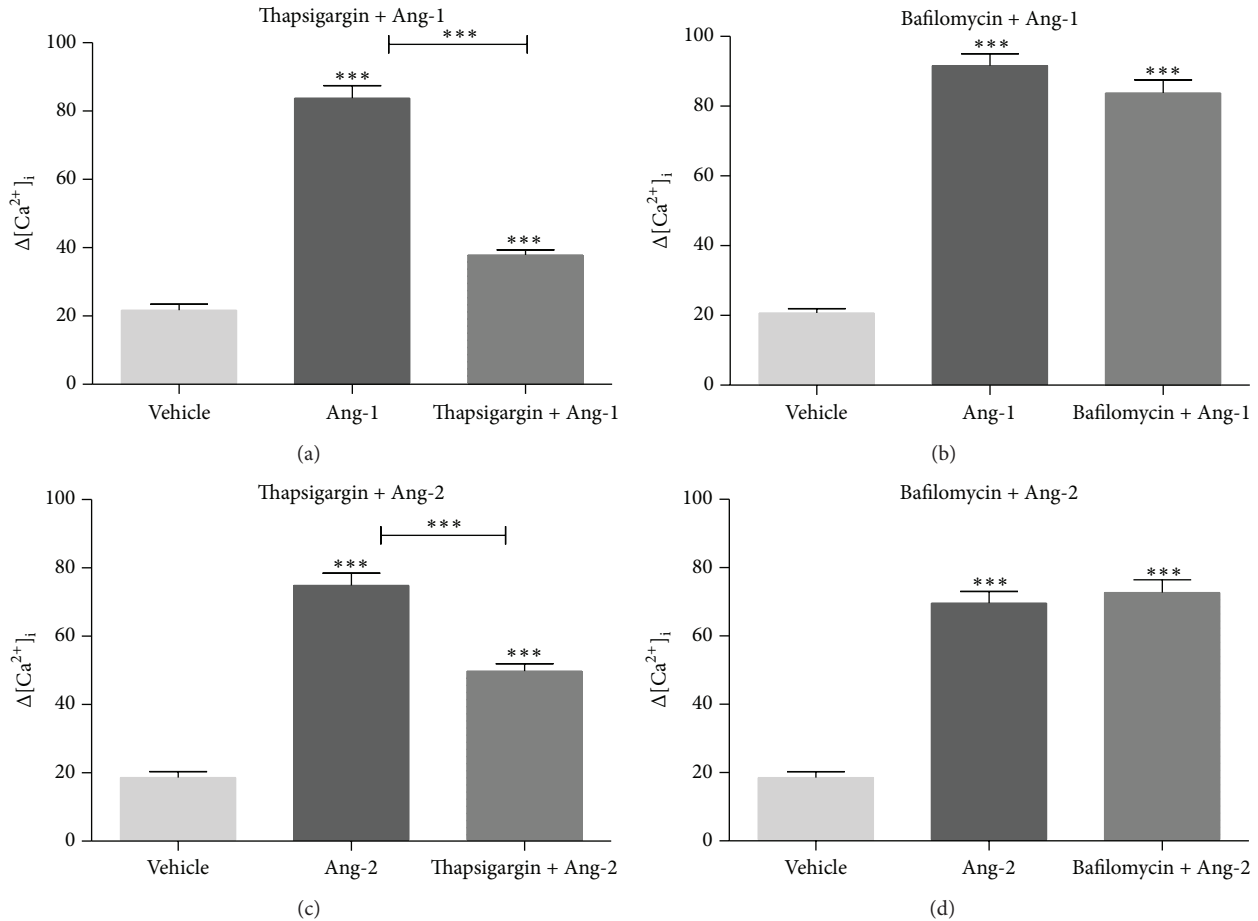 Thapsigargin + Ang-1
***
***
***
100
80
60
40
20
0
Δ[Ca²⁺]ᵢ
Vehicle
Ang-1
Thapsigargin + Ang-1
(a)
Bafilomycin + Ang-1
***
***
100
80
60
40
20
0
Δ[Ca²⁺]ᵢ
Vehicle
Ang-1
Bafilomycin + Ang-1
(b)
Thapsigargin + Ang-2
***
***
***
100
80
60
40
20
0
Δ[Ca²⁺]ᵢ
Vehicle
Ang-2
Thapsigargin + Ang-2
(c)
Bafilomycin + Ang-2
***
***
100
80
60
40
20
0
Δ[Ca²⁺]ᵢ
Vehicle
Ang-2
Bafilomycin + Ang-2
(d)